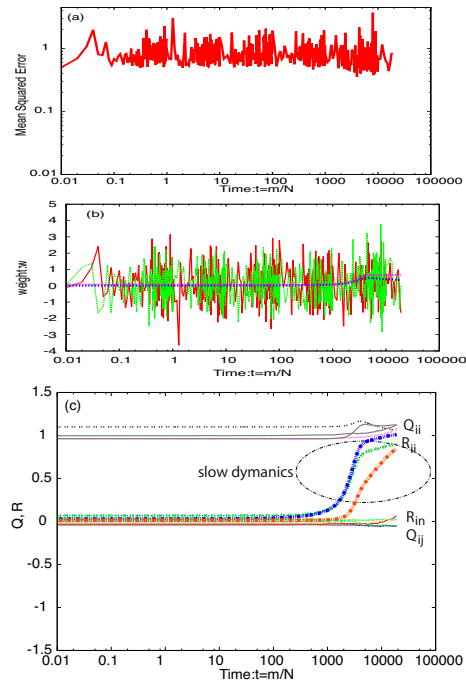 (a)
1
0.1
0.01
Mean Squared Error
0.01 0.1 1 10 100 1000 10000 100000
Time:t=m/N
(b)
5
4
3
2
1
0
-1
-2
-3
-4
weight:w
0.01 0.1 1 10 100 1000 10000 100000
Time:t=m/N
(c)
1.5
1
0.5
0
-0.5
-1
-1.5
Q, R
Qii
Rii
slow dymanics
Rin
Qij
0.01 0.1 1 10 100 1000 10000 100000
Time:t=m/N